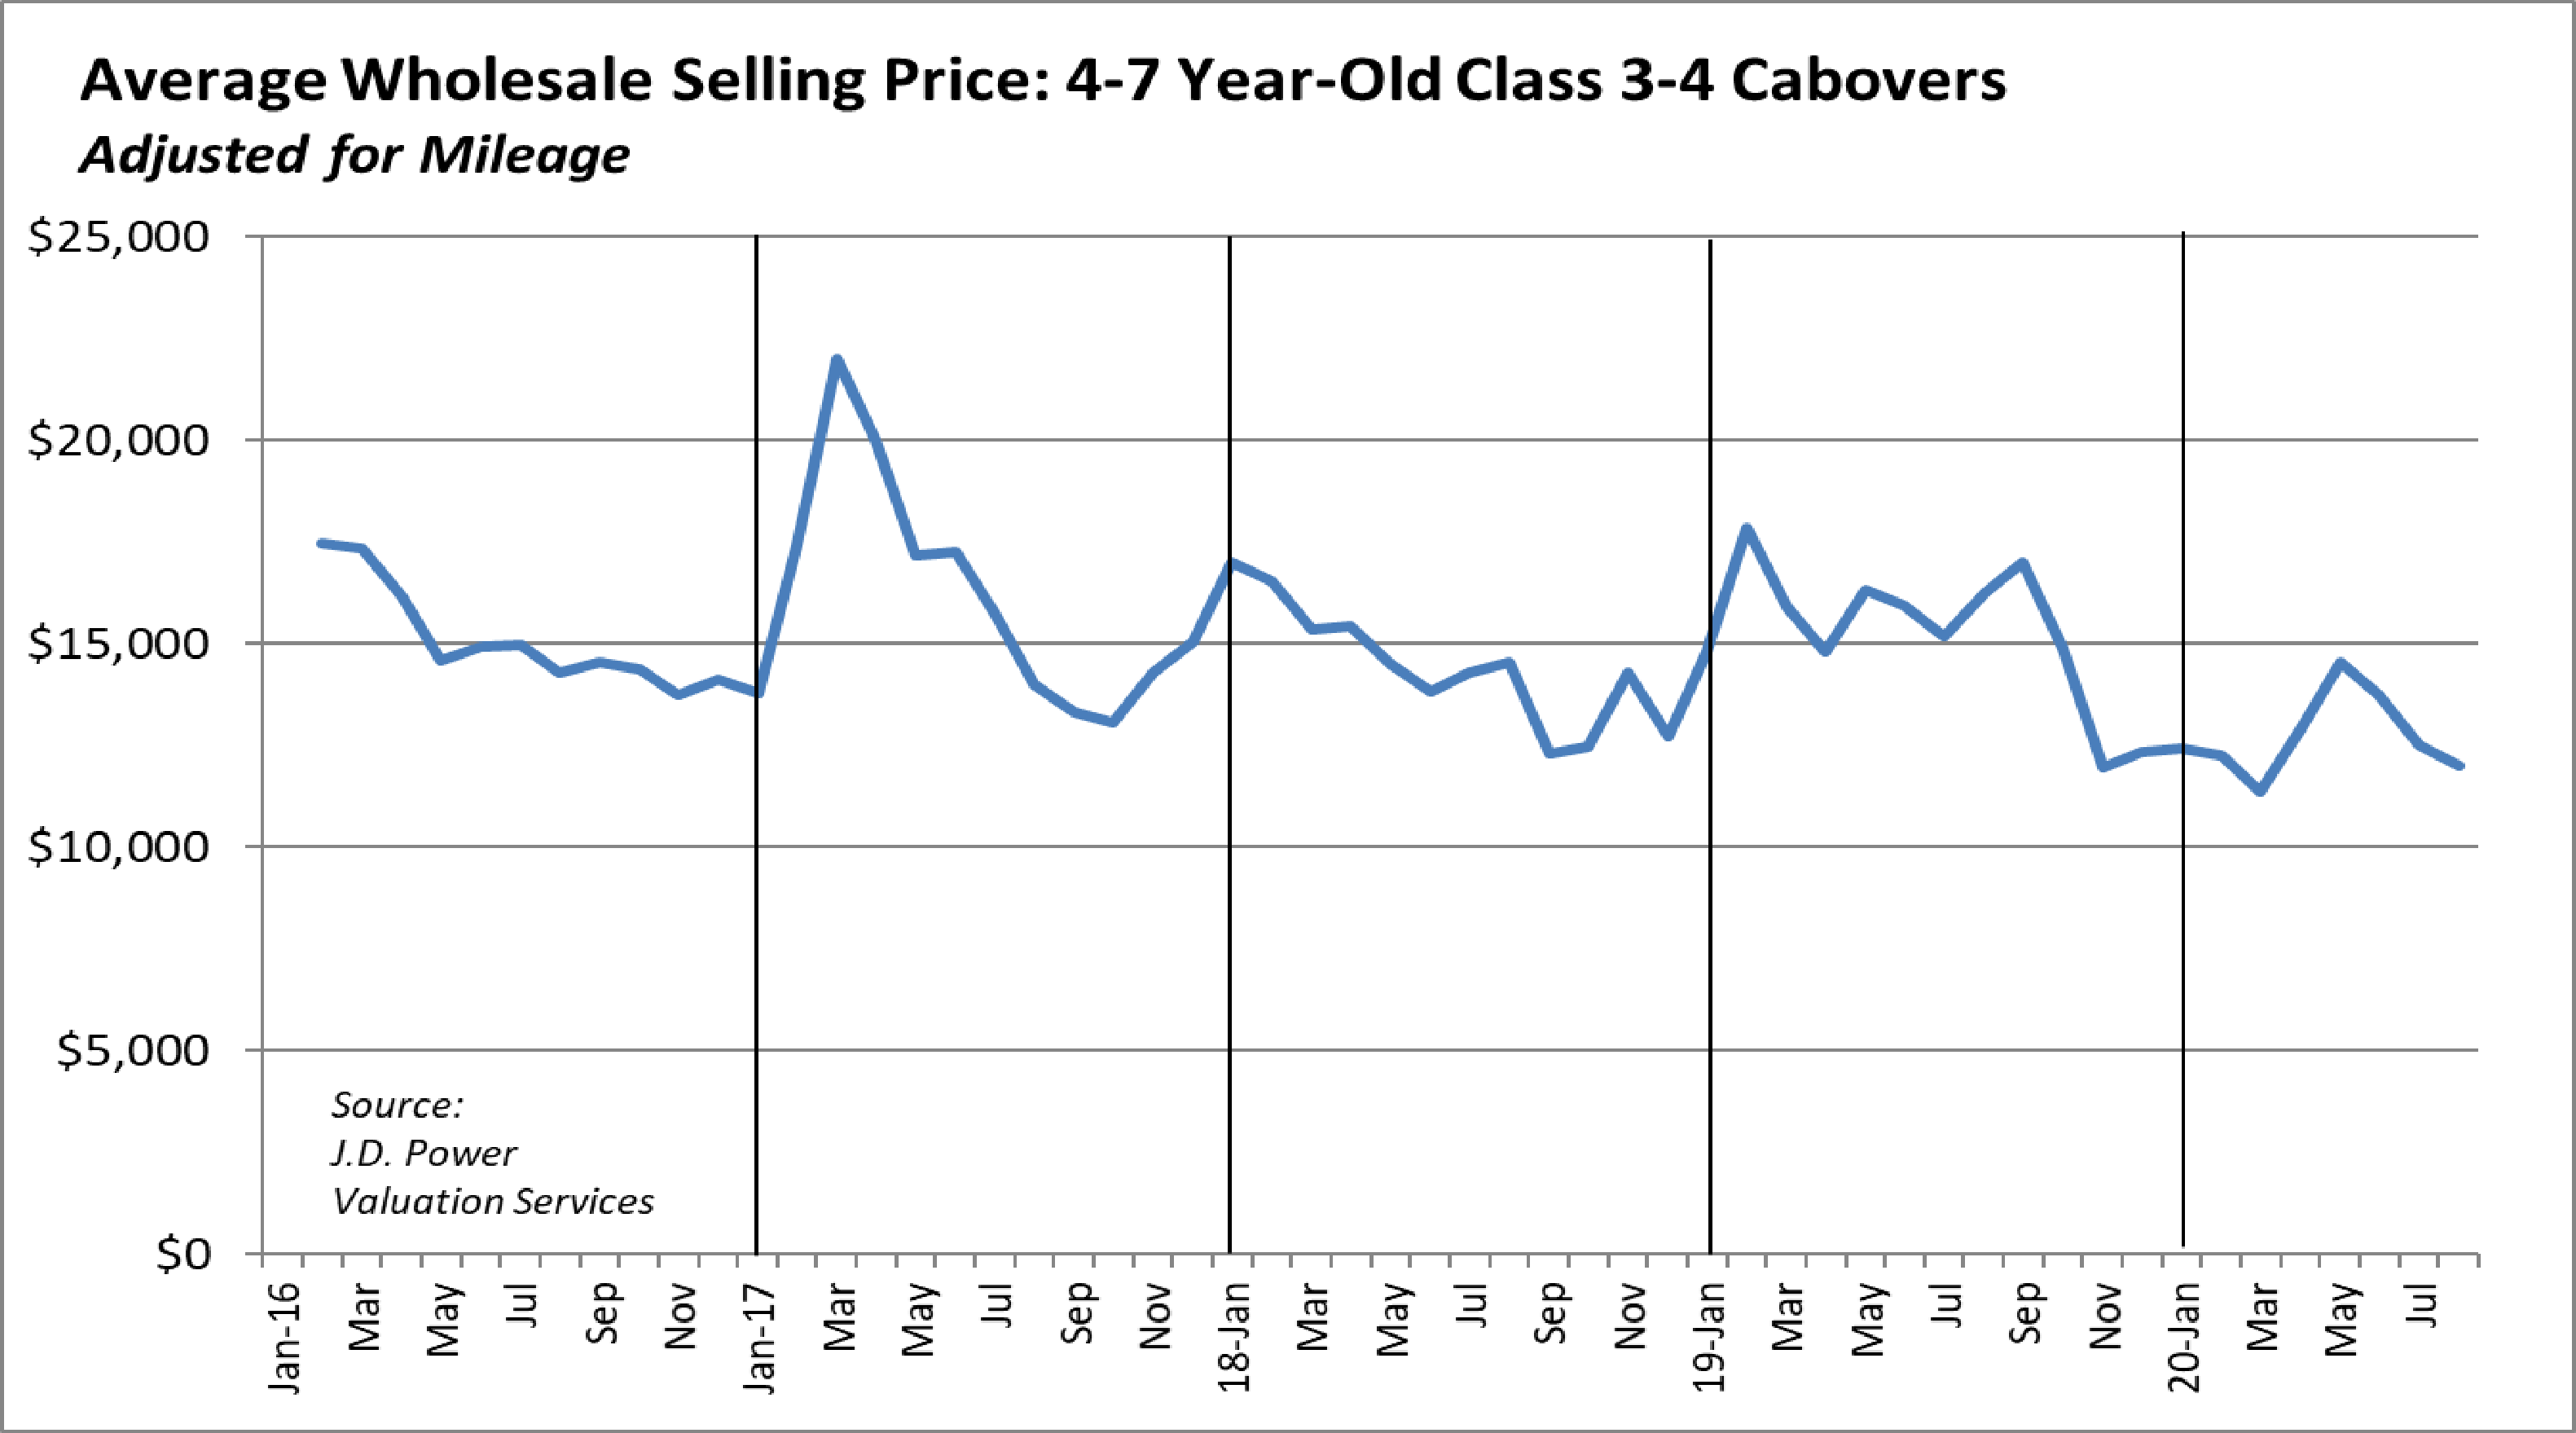 Average Wholesale Selling Price: 4-7 Year-Old Class 3-4 Cabovers
Adjusted for Mileage
$25,000
$20,000
$15,000
$10,000
$5,000
$0
Source:
J.D. Power
Valuation Services
Jan-16
Mar
May
Jul
Sep
Nov
Jan-17
Mar
May
Jul
Sep
Nov
18-Jan
Mar
May
Jul
Sep
Nov
19-Jan
Mar
May
Jul
Sep
Nov
20-Jan
Mar
May
Jul